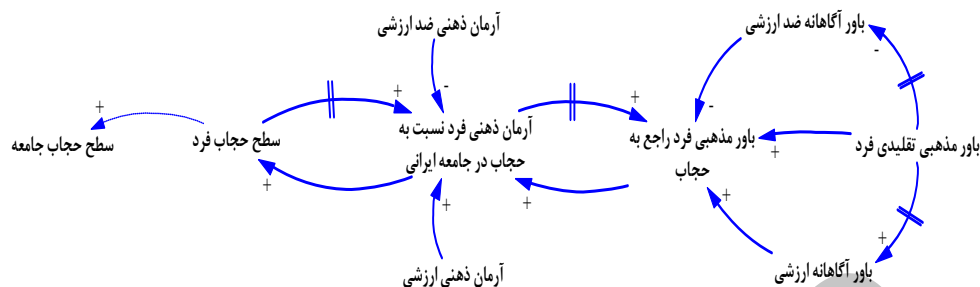 باور آگاهانه ضد ارزشی
آرمان ذهنی ضد ارزشی
-
-
-
+
+
+
باور مذهبی تقلیدی فرد
باور مذهبی فرد راجع به
حجاب
آرمان ذهنی فرد نسبت به
حجاب در جامعه ایرانی
سطح حجاب فرد
سطح حجاب جامعه
+
+
+
+
+
+
باور آگاهانه ارزشی
آرمان ذهنی ارزشی